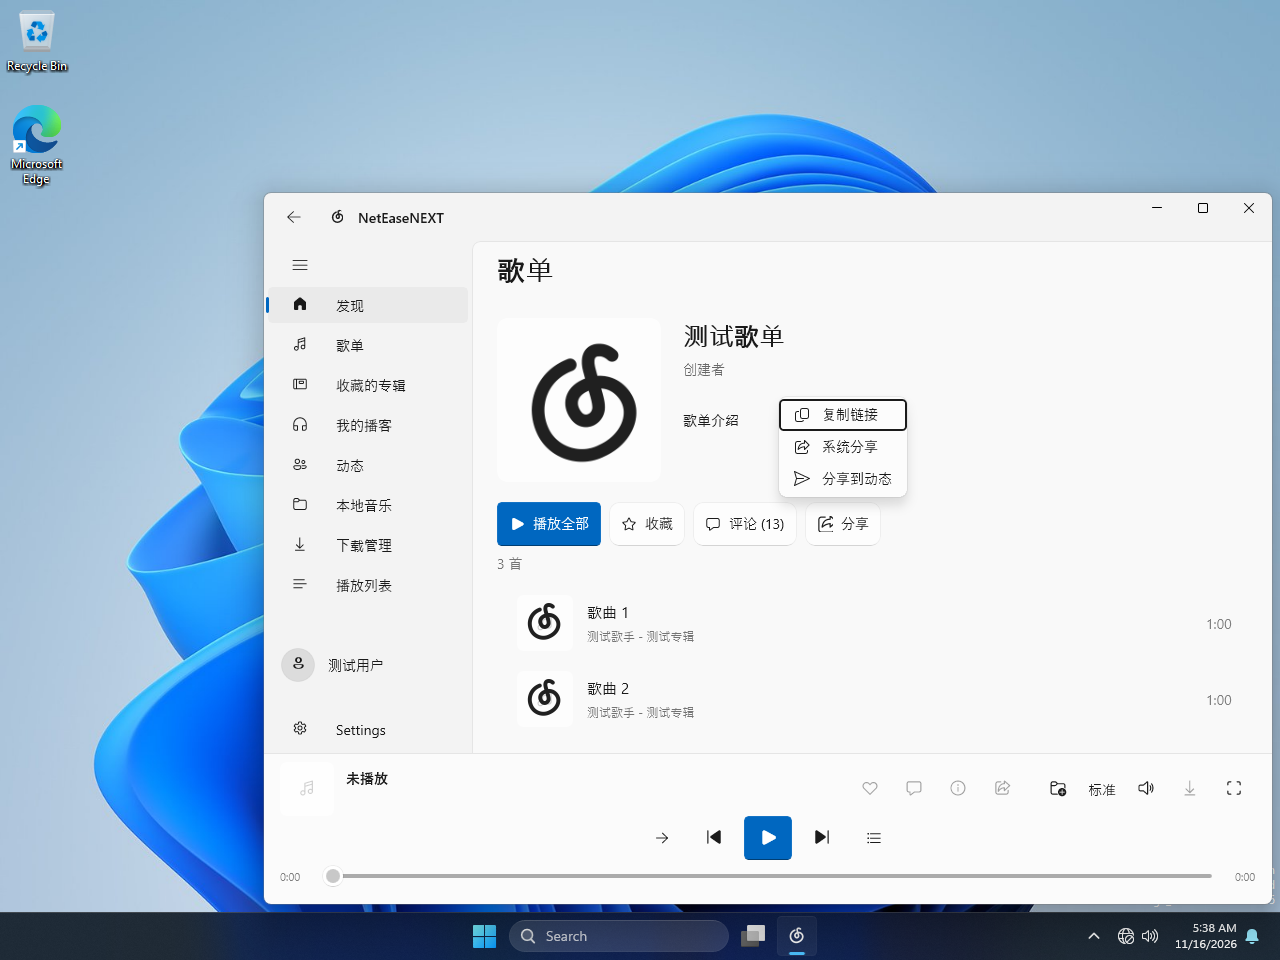 Recycle Bin
Microsoft
Edge
NetEaseNEXT
发现
歌单
收藏的专辑
我的播客
动态
本地音乐
下载管理
播放列表
测试用户
Settings
歌单
测试歌单
创建者
歌单介绍
复制链接
系统分享
分享到动态
播放全部
收藏
评论 (13)
分享
3 首
歌曲 1
测试歌手 - 测试专辑
1:00
歌曲 2
测试歌手 - 测试专辑
1:00
未播放
标准
0:00
0:00
Search
5:38 AM
11/16/2026